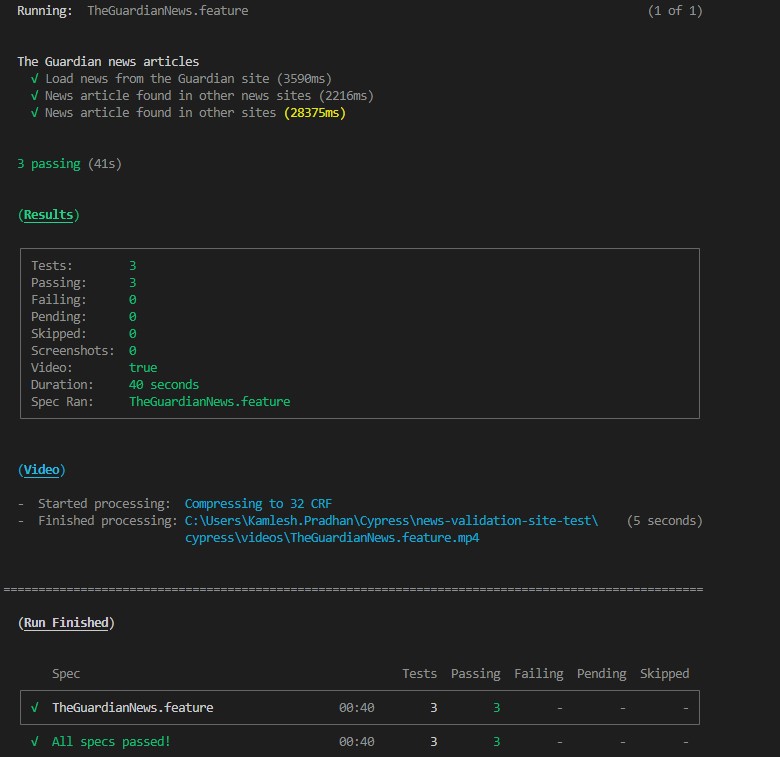 Running:  TheGuardianNews.feature                                                         (1 of 1)
The Guardian news articles
√ Load news from the Guardian site (3590ms)
√ News article found in other news sites (2216ms)
√ News article found in other sites (28375ms)
3 passing (41s)
(Results)
Tests:        3
Passing:      3
Failing:      0
Pending:      0
Skipped:      0
Screenshots:  0
Video:        true
Duration:     40 seconds
Spec Ran:     TheGuardianNews.feature
(Video)
-  Started processing:  Compressing to 32 CRF
-  Finished processing: C:\Users\Kamlesh.Pradhan\Cypress\news-validation-site-test\    (5 seconds)
cypress\videos\TheGuardianNews.feature.mp4
====================================================================================================
(Run Finished)
Spec                                              Tests  Passing  Failing  Pending  Skipped
√  TheGuardianNews.feature                  00:40        3        3        -        -        -
√  All specs passed!                        00:40        3        3        -        -        -